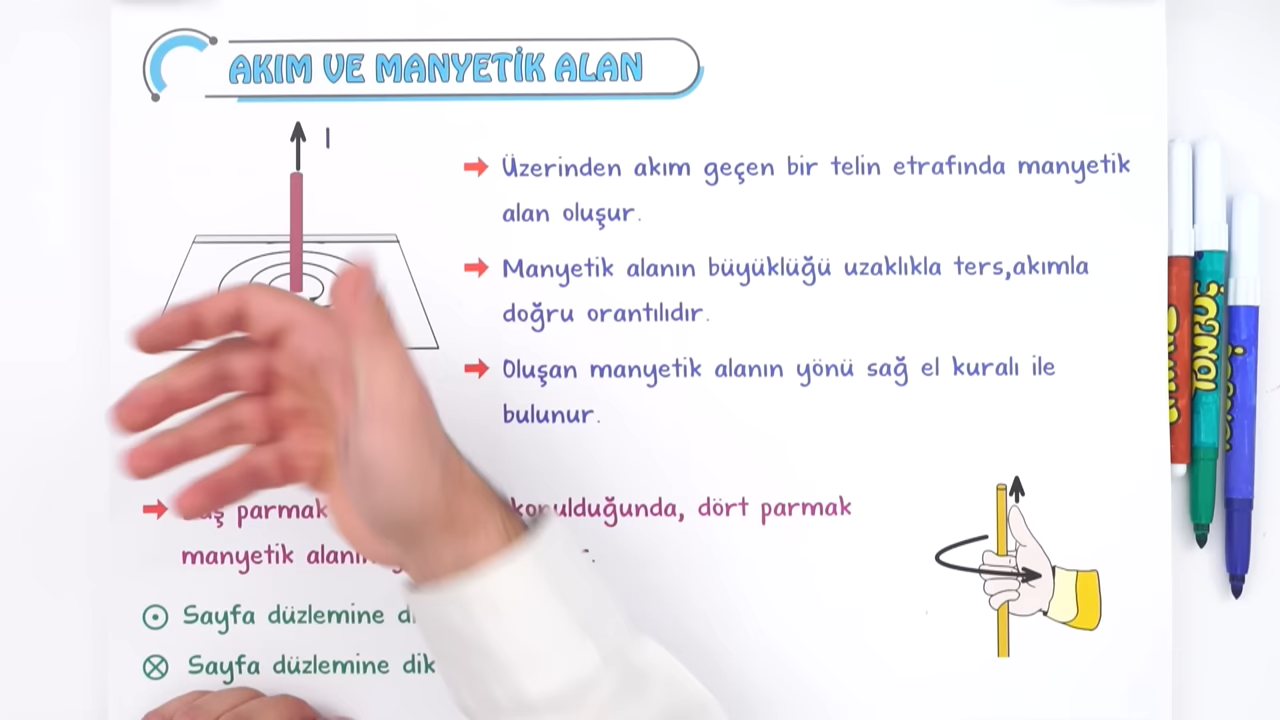 AKIM VE MANYETİK ALAN
I
Üzerinden akım geçen bir telin etrafında manyetik
alan oluşur.
Manyetik alanın büyüklüğü uzaklıkla ters,akımla
doğru orantılıdır.
Oluşan manyetik alanın yönü sağ el kuralı ile
bulunur.
parmak konulduğunda, dört parmak
manyetik
Sayfa düzlemine
Sayfa düzlemine dik
TONGUÇ